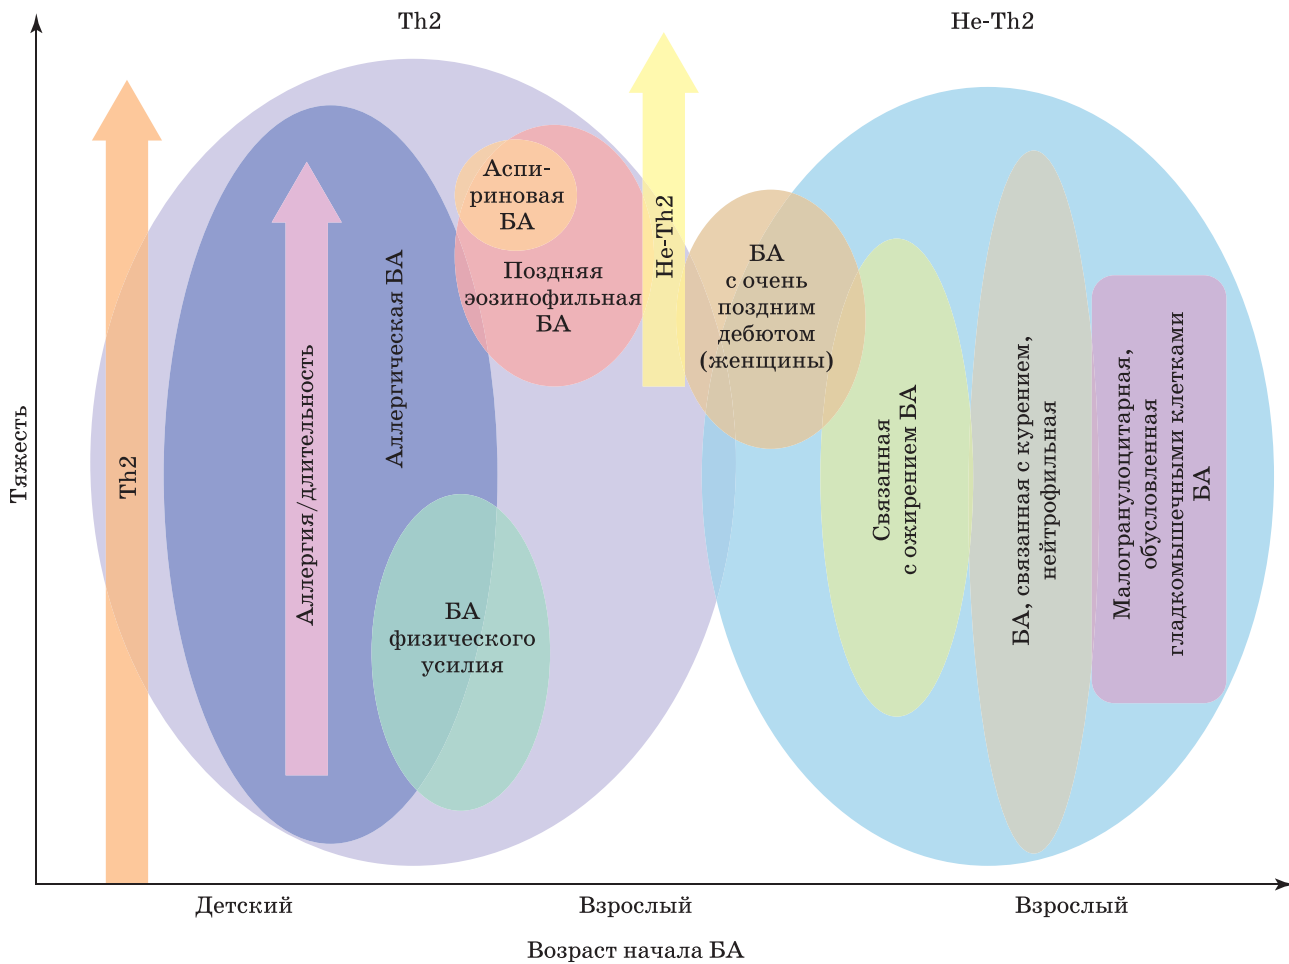 Th2
Не-Th2
Тяжесть
Th2
Аллергия/длительность
Аллергическая БА
Аспи-
риновая
БА
Поздняя
эозинофильная
БА
БА
физического
усилия
Не-Th2
БА
с очень
поздним
дебютом
(женщины)
Связанная
с ожирением БА
БА, связанная с курением,
нейтрофильная
Малогранулоцитарная,
обусловленная
гладкомышечными клетками
БА
Детский
Взрослый
Взрослый
Возраст начала БА